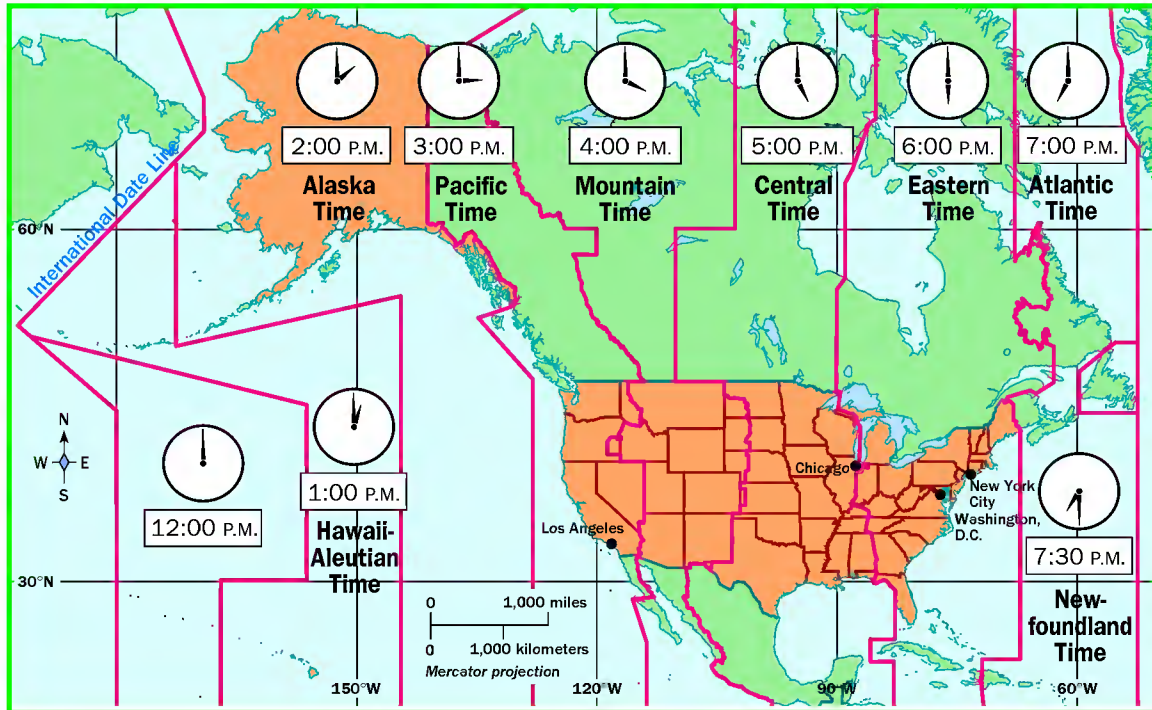 2:00 P.M.
3:00 P.M.
4:00 P.M.
5:00 P.M.
6:00 P.M.
7:00 P.M.
Alaska
Time
Pacific
Time
Mountain
Time
Central
Time
Eastern
Time
Atlantic
Time
International Date Line
60°N
N
W E
S
12:00 P.M.
1:00 P.M.
Hawaii-
Aleutian
Time
Chicago
New York
City
Washington,
D.C.
Los Angeles
7:30 P.M.
New-
foundland
Time
30°N
0 1,000 miles
0 1,000 kilometers
Mercator projection
150°W
120°W
90°W
60°W